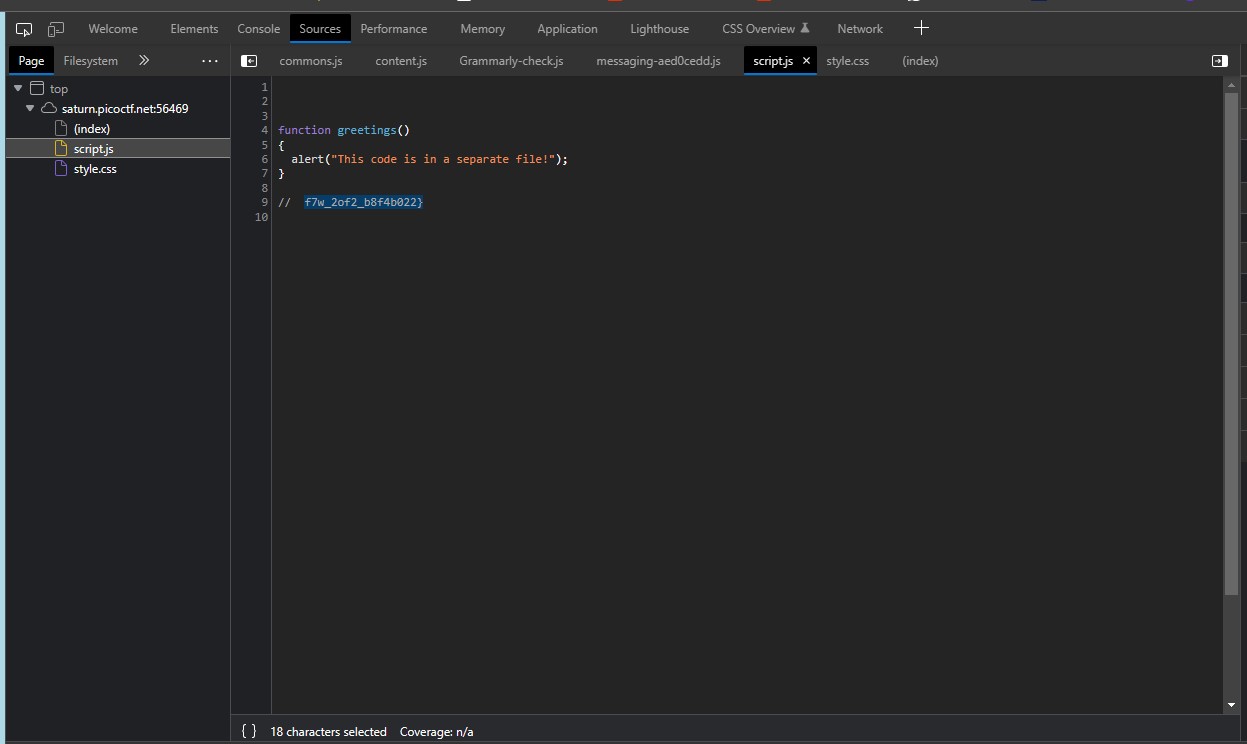 Welcome Elements Console Sources Performance Memory Application Lighthouse CSS Overview Network
Page Filesystem commons.js content.js Grammarly-check.js messaging-aed0cedd.js script.js style.css (index)
top
saturn.picoctf.net:56469
(index)
script.js
style.css
1
2
3
4 function greetings()
5 {
6 alert("This code is in a separate file!");
7 }
8
9 // f7w_2of2_b8f4b022}
10
{ } 18 characters selected Coverage: n/a